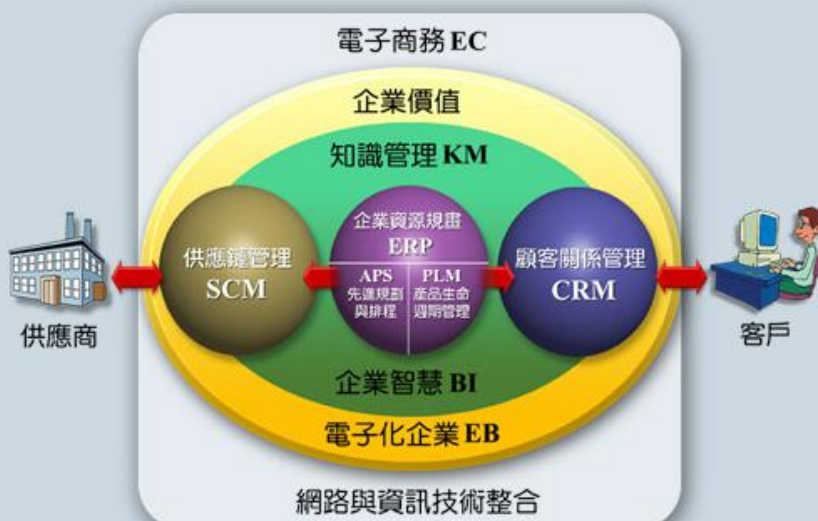 電子商務 EC
企業價值
知識管理 KM
供應鏈管理
SCM
企業資源規畫
ERP
APS
先進規劃
與排程
PLM
產品生命
週期管理
顧客關係管理
CRM
供應商
客戶
企業智慧 BI
電子化企業 EB
網路與資訊技術整合